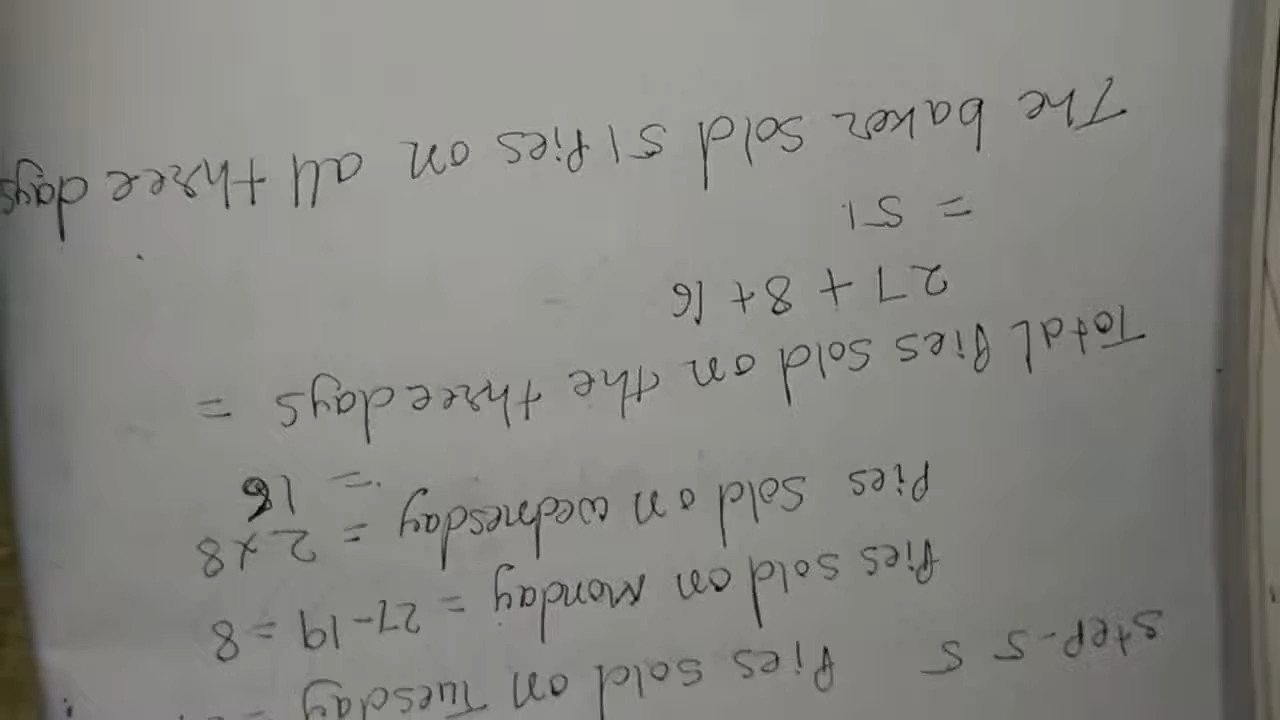 Step-5 5 Pies sold on Tuesday =
Pies sold on Monday = 27-19 = 8
Pies sold on wednesday = 2×8
= 16
Total Pies sold on the three days =
27 + 8 + 16
= 51
The baker sold 51 Pies on all three days